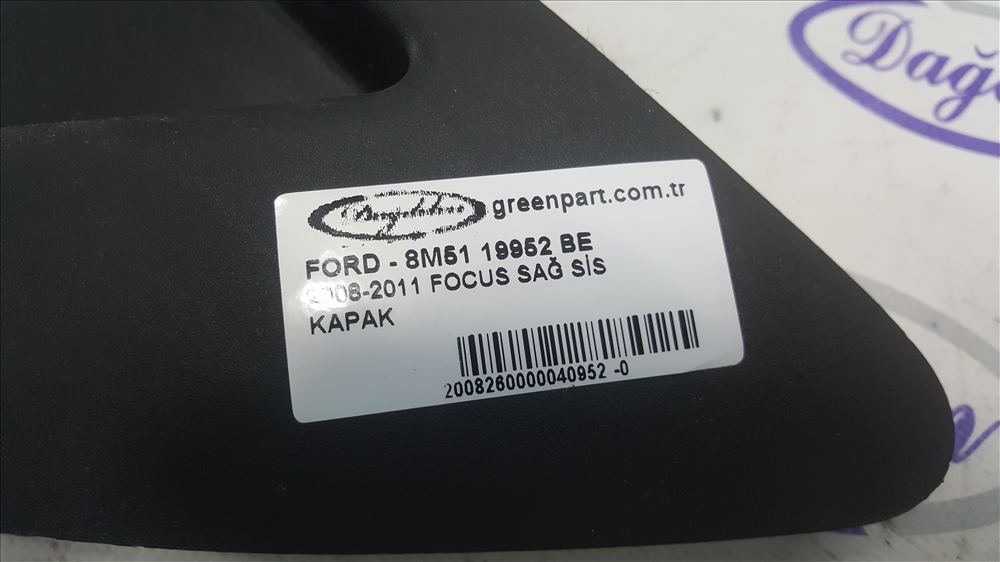 greenpart.com.tr
FORD - 8M51 19952 BE
2008-2011 FOCUS SAĞ SİS
KAPAK
2008260000040952 -0